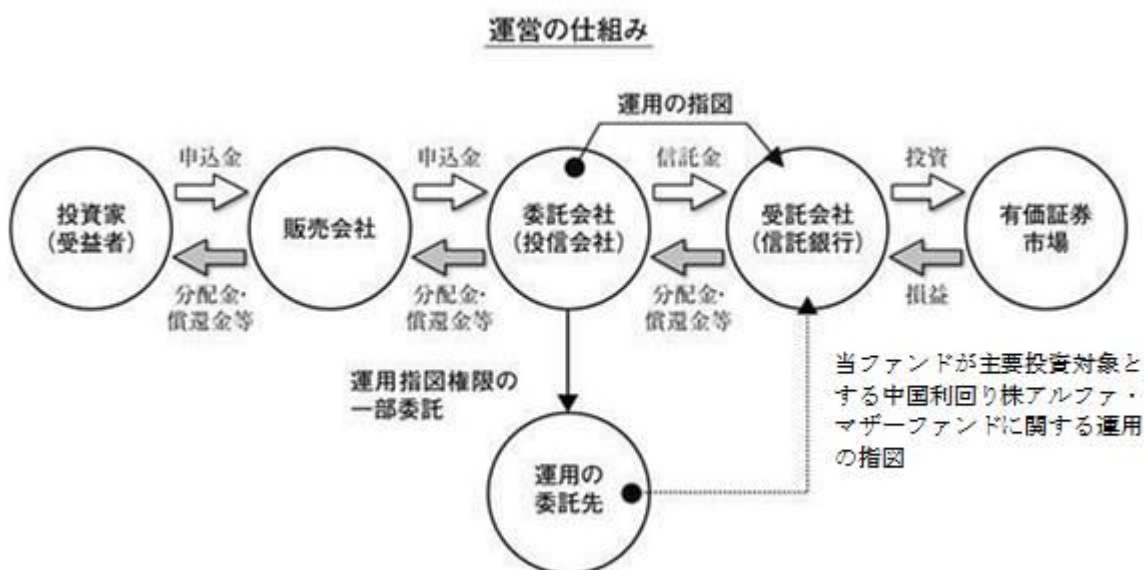 運営の仕組み
運用の指図
申込金
申込金
信託金
投資
投資家
(受益者)
販売会社
委託会社
(投信会社)
受託会社
(信託銀行)
有価証券
市場
分配金・
償還金等
分配金・
償還金等
分配金・
償還金等
損益
運用指図権限の
一部委託
当ファンドが主要投資対象と
する中国利回り株アルファ・
マザーファンドに関する運用
の指図
運用の
委託先